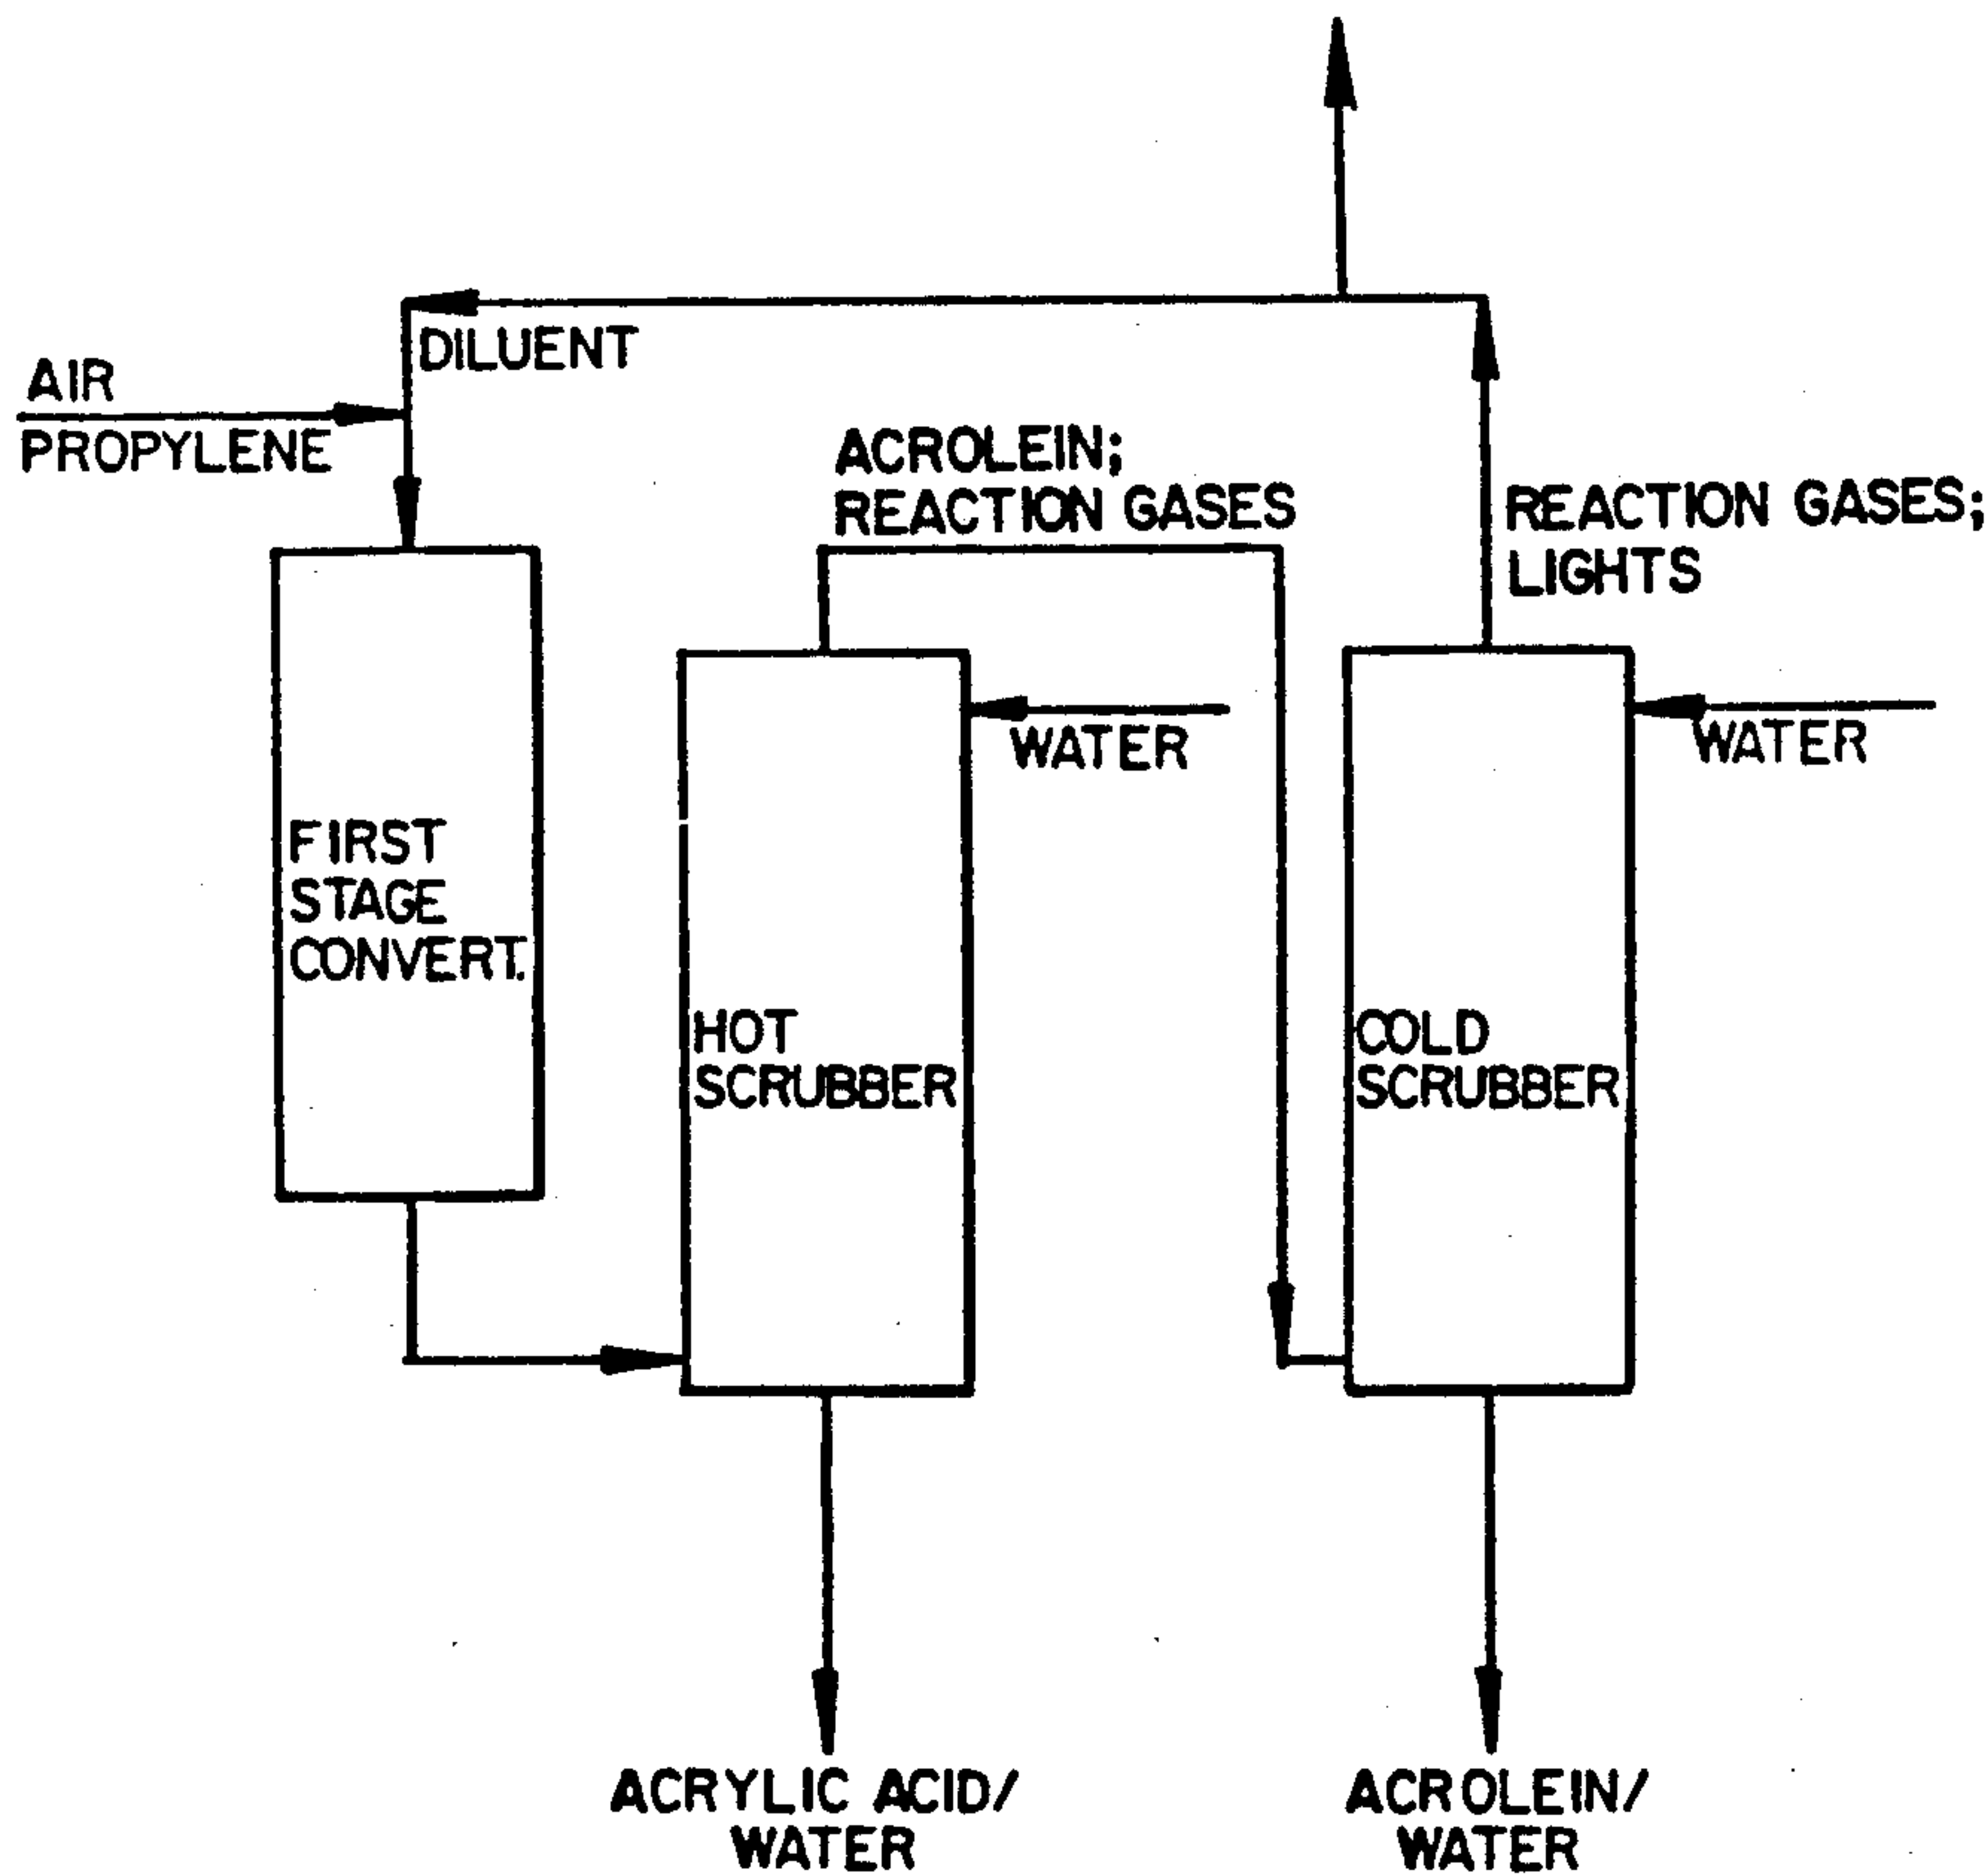 DILUENT
AIR
PROPYLENE
ACROLEIN;
REACTION GASES
REACTION GASES;
LIGHTS
WATER
WATER
FIRST
STAGE
CONVERT.
HOT
SCRUBBER
COLD
SCRUBBER
ACRYLIC ACID/
WATER
ACROLEIN/
WATER